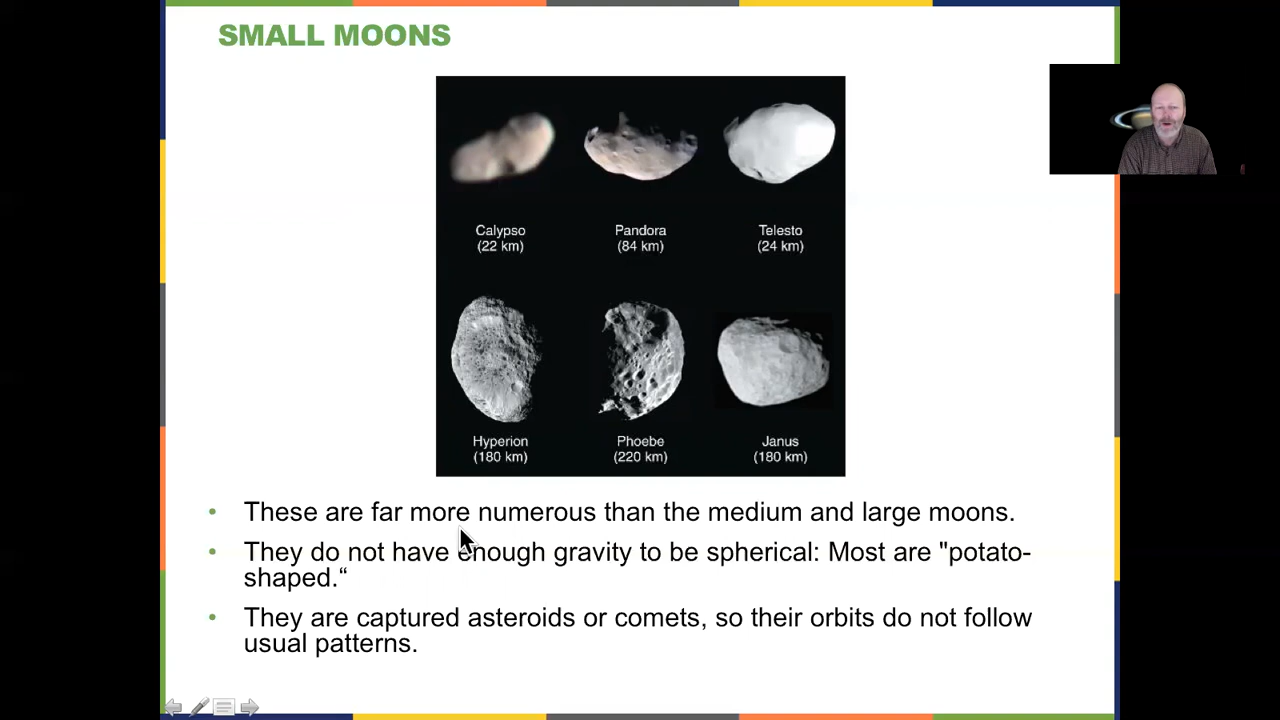 SMALL MOONS
Calypso
(22 km)
Pandora
(84 km)
Telesto
(24 km)
Hyperion
(180 km)
Phoebe
(220 km)
Janus
(180 km)
• These are far more numerous than the medium and large moons.
• They do not have enough gravity to be spherical: Most are "potato-
shaped.“
• They are captured asteroids or comets, so their orbits do not follow
usual patterns.